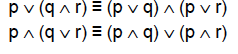 p ∨ (q ∧ r) ≡ (p ∨ q) ∧ (p ∨ r)
p ∧ (q ∨ r) ≡ (p ∧ q) ∨ (p ∧ r)